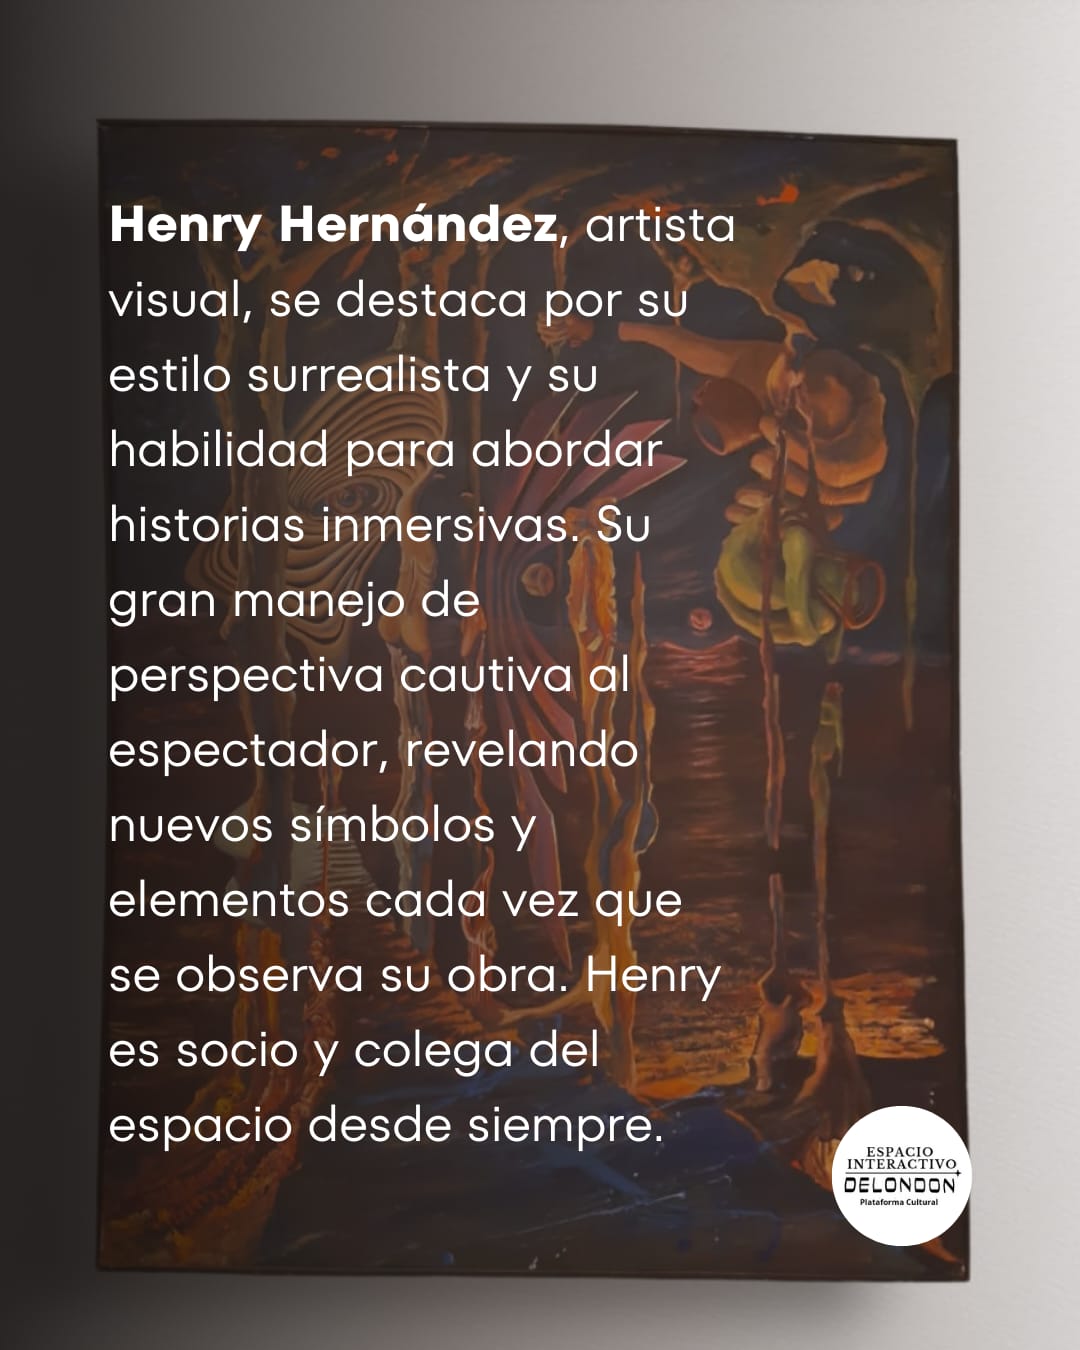 Henry Hernández, artista
visual, se destaca por su
estilo surrealista y su
habilidad para abordar
historias inmersivas. Su
gran manejo de
perspectiva cautiva al
espectador, revelando
nuevos símbolos y
elementos cada vez que
se observa su obra. Henry
es socio y colega del
espacio desde siempre.
ESPACIO
INTERACTIVO
DELONDON
Plataforma Cultural